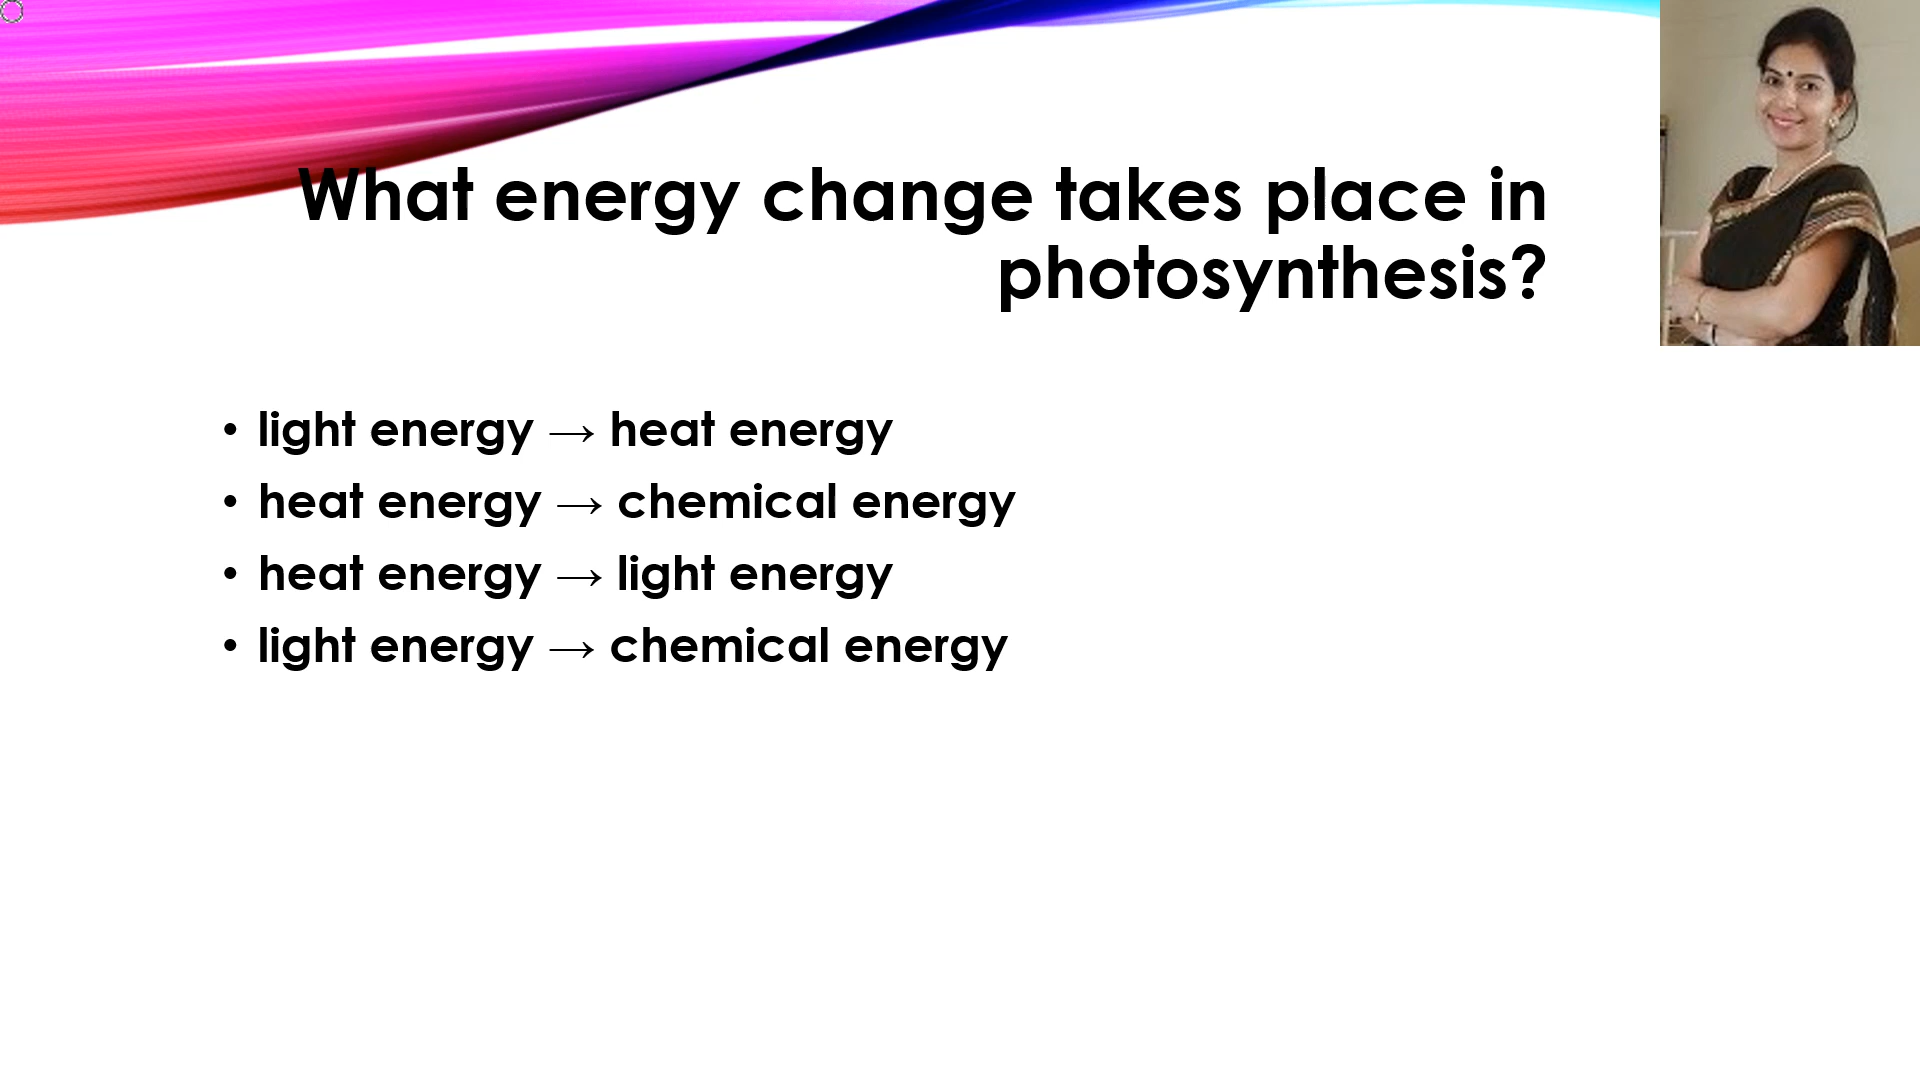 What energy change takes place in
photosynthesis?
• light energy → heat energy
• heat energy → chemical energy
• heat energy → light energy
• light energy → chemical energy